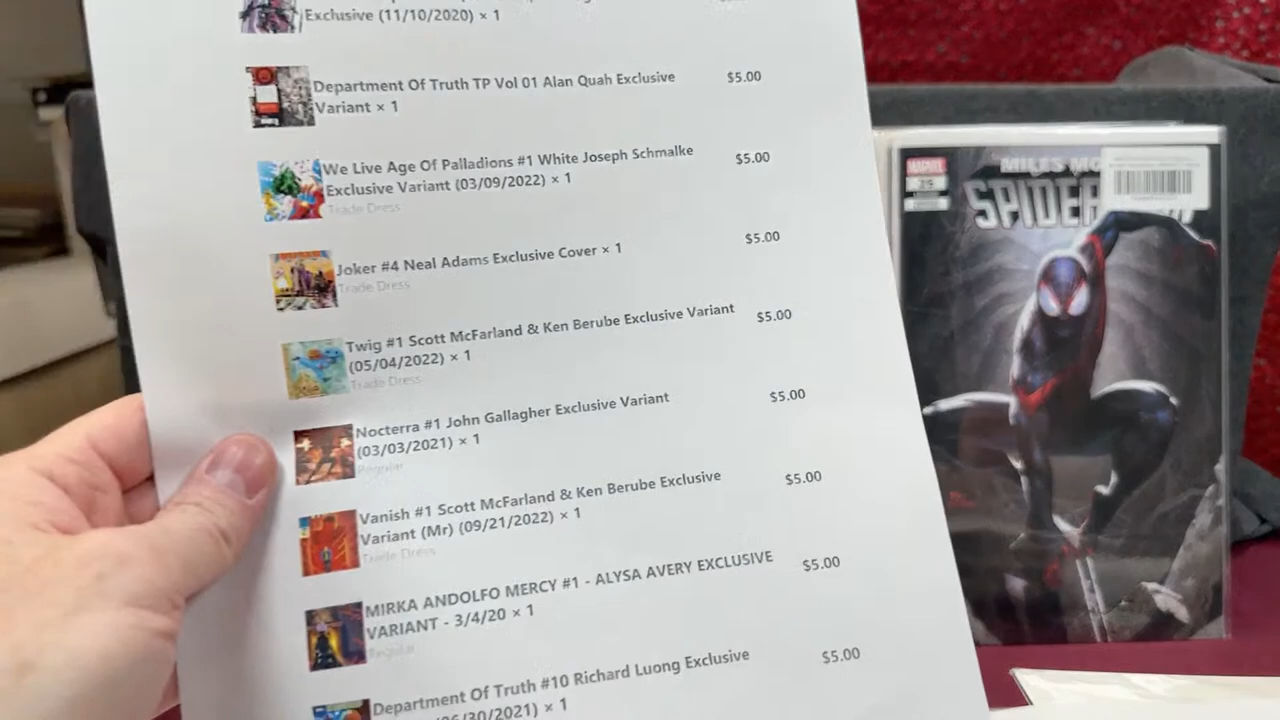 Exclusive (11/10/2020) × 1
Department Of Truth TP Vol 01 Alan Quah Exclusive $5.00
Variant × 1
We Live Age Of Palladions #1 White Joseph Schmalke $5.00
Exclusive Variant (03/09/2022) × 1
Trade Dress
Joker #4 Neal Adams Exclusive Cover × 1 $5.00
Trade Dress
Twig #1 Scott McFarland & Ken Berube Exclusive Variant $5.00
(05/04/2022) × 1
Trade Dress
Nocterra #1 John Gallagher Exclusive Variant $5.00
(03/03/2021) × 1
Regular
Vanish #1 Scott McFarland & Ken Berube Exclusive $5.00
Variant (Mr) (09/21/2022) × 1
Trade Dress
MIRKA ANDOLFO MERCY #1 - ALYSA AVERY EXCLUSIVE $5.00
VARIANT - 3/4/20 × 1
Regular
Department Of Truth #10 Richard Luong Exclusive $5.00
06/30/2021) × 1
MARVEL
MILES MO
SPIDER